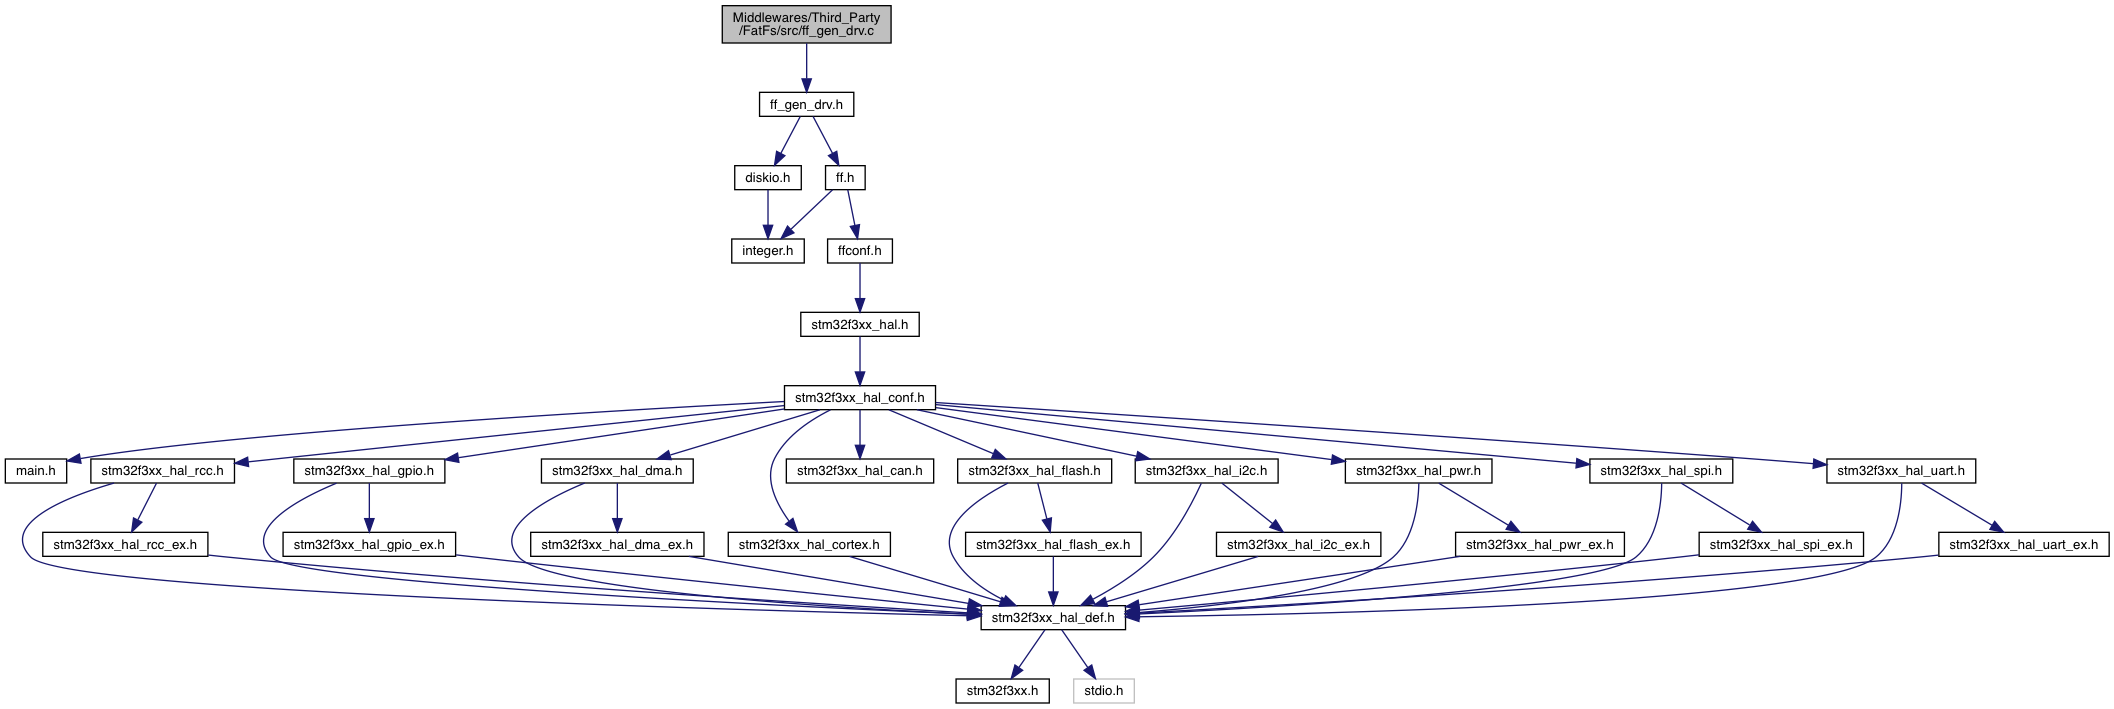 Middlewares/Third_Party
/FatFs/src/ff_gen_drv.c
ff_gen_drv.h
diskio.h
ff.h
integer.h
ffconf.h
stm32f3xx_hal.h
stm32f3xx_hal_conf.h
main.h
stm32f3xx_hal_rcc.h
stm32f3xx_hal_gpio.h
stm32f3xx_hal_dma.h
stm32f3xx_hal_can.h
stm32f3xx_hal_flash.h
stm32f3xx_hal_i2c.h
stm32f3xx_hal_pwr.h
stm32f3xx_hal_spi.h
stm32f3xx_hal_uart.h
stm32f3xx_hal_rcc_ex.h
stm32f3xx_hal_gpio_ex.h
stm32f3xx_hal_dma_ex.h
stm32f3xx_hal_cortex.h
stm32f3xx_hal_flash_ex.h
stm32f3xx_hal_i2c_ex.h
stm32f3xx_hal_pwr_ex.h
stm32f3xx_hal_spi_ex.h
stm32f3xx_hal_uart_ex.h
stm32f3xx_hal_def.h
stm32f3xx.h
stdio.h